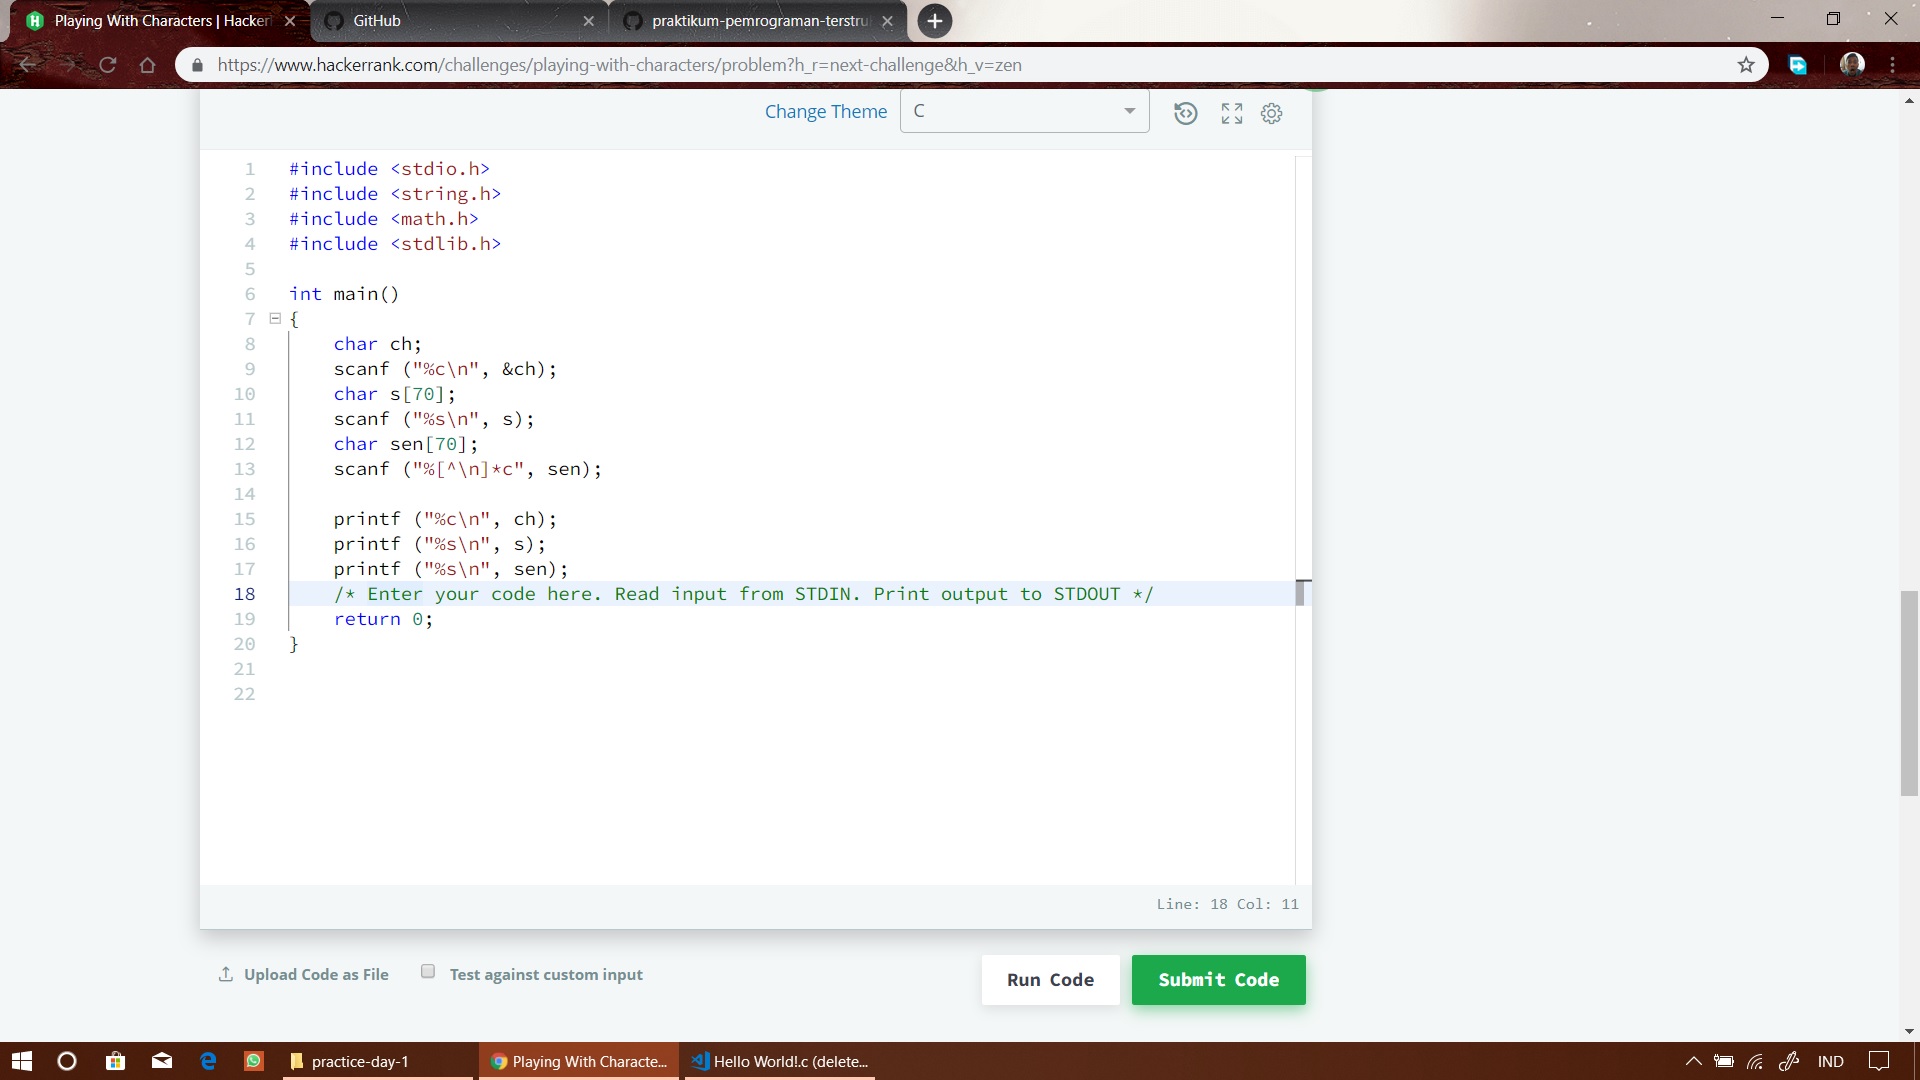 Playing With Characters | Hacker
GitHub
praktikum-pemrograman-terstru
https://www.hackerrank.com/challenges/playing-with-characters/problem?h_r=next-challenge&h_v=zen
Change Theme
C
1 #include <stdio.h>
2 #include <string.h>
3 #include <math.h>
4 #include <stdlib.h>
5
6 int main()
7 {
8 char ch;
9 scanf ("%c\n", &ch);
10 char s[70];
11 scanf ("%s\n", s);
12 char sen[70];
13 scanf ("%[^\n]*c", sen);
14
15 printf ("%c\n", ch);
16 printf ("%s\n", s);
17 printf ("%s\n", sen);
18 /* Enter your code here. Read input from STDIN. Print output to STDOUT */
19 return 0;
20 }
21
22
Line: 18 Col: 11
Upload Code as File
Test against custom input
Run Code
Submit Code
practice-day-1
Playing With Characte...
Hello World!.c (delete...
IND